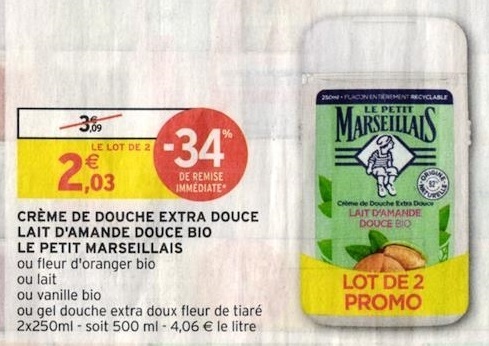 3,09
LE LOT DE 2
2€,03
-34%
DE REMISE
IMMÉDIATE*
CRÈME DE DOUCHE EXTRA DOUCE
LAIT D'AMANDE DOUCE BIO
LE PETIT MARSEILLAIS
ou fleur d'oranger bio
ou lait
ou vanille bio
ou gel douche extra doux fleur de tiaré
2x250ml - soit 500 ml - 4,06 € le litre
250ml - FLACON ENTIÈREMENT RECYCLABLE
LE PETIT
MARSEILLAIS
ORIGINE
NATURELLE
Crème de Douche Extra Douce
LAIT D'AMANDE
DOUCE BIO
LOT DE 2
PROMO